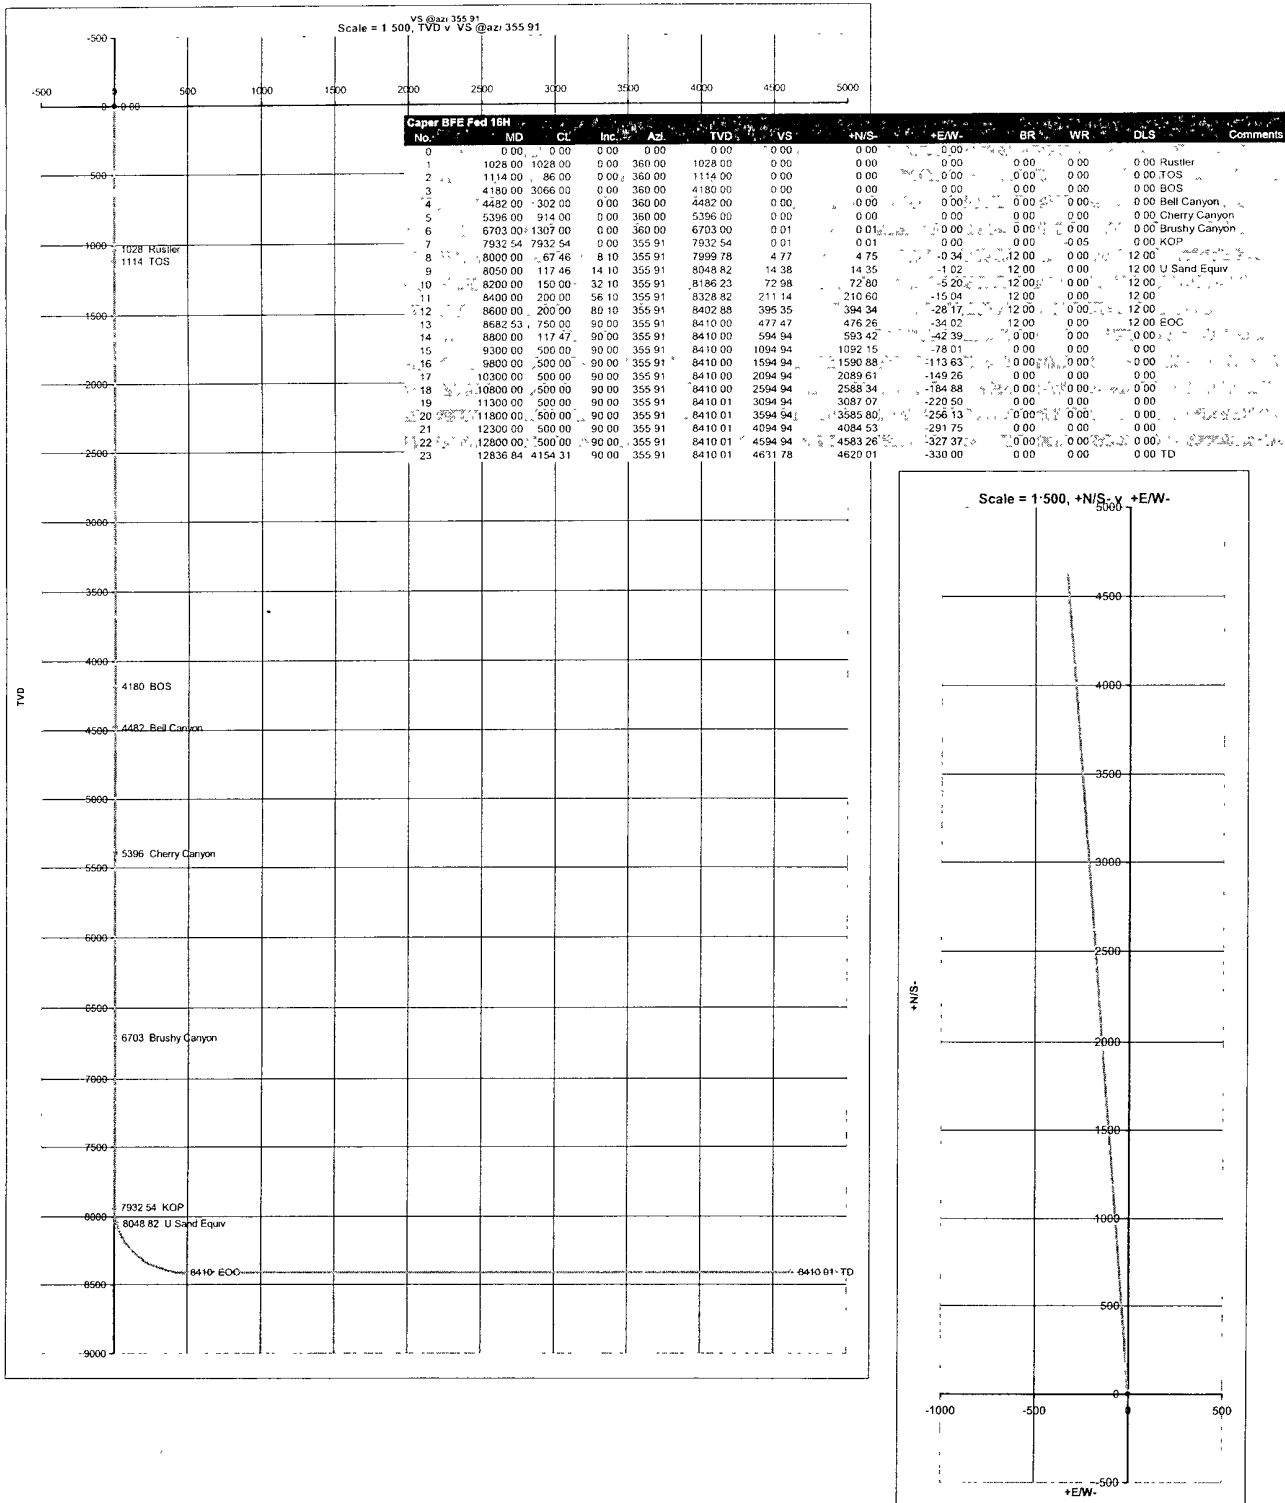 VS @azi 355 91
Scale = 1 500, TVD v VS @azi 355 91
-500
-500 0 500 1000 1500 2000 2500 3000 3500 4000 4500 5000
0 0 00
500
1000
1028 Rustler
1114 TOS
1500
2000
2500
3000
3500
4000
4180 BOS
4500
4482 Bell Canyon
5000
5396 Cherry Canyon
5500
6000
6500
6703 Brushy Canyon
7000
7500
7932 54 KOP
8000
8048 82 U Sand Equiv
8410 EOC
8410 01 TD
8500
9000
TVD
Caper BFE Fed 16H
No. MD CL Inc. Azi. TVD VS +N/S- +E/W- BR WR DLS Comments
0 0 00 0 00 0 00 0 00 0 00 0 00 0 00 0 00
1 1028 00 1028 00 0 00 360 00 1028 00 0 00 0 00 0 00 0 00 0 00 0 00 Rustler
2 1114 00 86 00 0 00 360 00 1114 00 0 00 0 00 0 00 0 00 0 00 0 00 TOS
3 4180 00 3066 00 0 00 360 00 4180 00 0 00 0 00 0 00 0 00 0 00 0 00 BOS
4 4482 00 302 00 0 00 360 00 4482 00 0 00 0 00 0 00 0 00 0 00 0 00 Bell Canyon
5 5396 00 914 00 0 00 360 00 5396 00 0 00 0 00 0 00 0 00 0 00 0 00 Cherry Canyon
6 6703 00 1307 00 0 00 360 00 6703 00 0 01 0 01 0 00 0 00 0 00 0 00 Brushy Canyon
7 7932 54 7932 54 0 00 355 91 7932 54 0 01 0 01 0 00 0 00 -0 05 0 00 KOP
8 8000 00 67 46 8 10 355 91 7999 78 4 77 4 75 -0 34 12 00 0 00 12 00
9 8050 00 117 46 14 10 355 91 8048 82 14 38 14 35 -1 02 12 00 0 00 12 00 U Sand Equiv
10 8200 00 150 00 32 10 355 91 8186 23 72 98 72 80 -5 20 12 00 0 00 12 00
11 8400 00 200 00 56 10 355 91 8328 82 211 14 210 60 -15 04 12 00 0 00 12 00
12 8600 00 200 00 80 10 355 91 8402 88 395 35 394 34 -28 17 12 00 0 00 12 00
13 8682 53 750 00 90 00 355 91 8410 00 477 47 476 26 -34 02 12 00 0 00 12 00 EOC
14 8800 00 117 47 90 00 355 91 8410 00 594 94 593 42 -42 39 0 00 0 00 0 00
15 9300 00 500 00 90 00 355 91 8410 00 1094 94 1092 15 -78 01 0 00 0 00 0 00
16 9800 00 500 00 90 00 355 91 8410 00 1594 94 1590 88 -113 63 0 00 0 00 0 00
17 10300 00 500 00 90 00 355 91 8410 00 2094 94 2089 61 -149 26 0 00 0 00 0 00
18 10800 00 500 00 90 00 355 91 8410 00 2594 94 2588 34 -184 88 0 00 0 00 0 00
19 11300 00 500 00 90 00 355 91 8410 01 3094 94 3087 07 -220 50 0 00 0 00 0 00
20 11800 00 500 00 90 00 355 91 8410 01 3594 94 3585 80 -256 13 0 00 0 00 0 00
21 12300 00 500 00 90 00 355 91 8410 01 4094 94 4084 53 -291 75 0 00 0 00 0 00
22 12800 00 500 00 90 00 355 91 8410 01 4594 94 4583 26 -327 37 0 00 0 00 0 00
23 12836 84 4154 31 90 00 355 91 8410 01 4631 78 4620 01 -330 00 0 00 0 00 0 00 TD
Scale = 1 500, +N/S- v +E/W-
5000
4500
4000
3500
3000
2500
2000
1500
1000
500
0
-1000 -500 0 500
-500
+N/S-
+E/W-